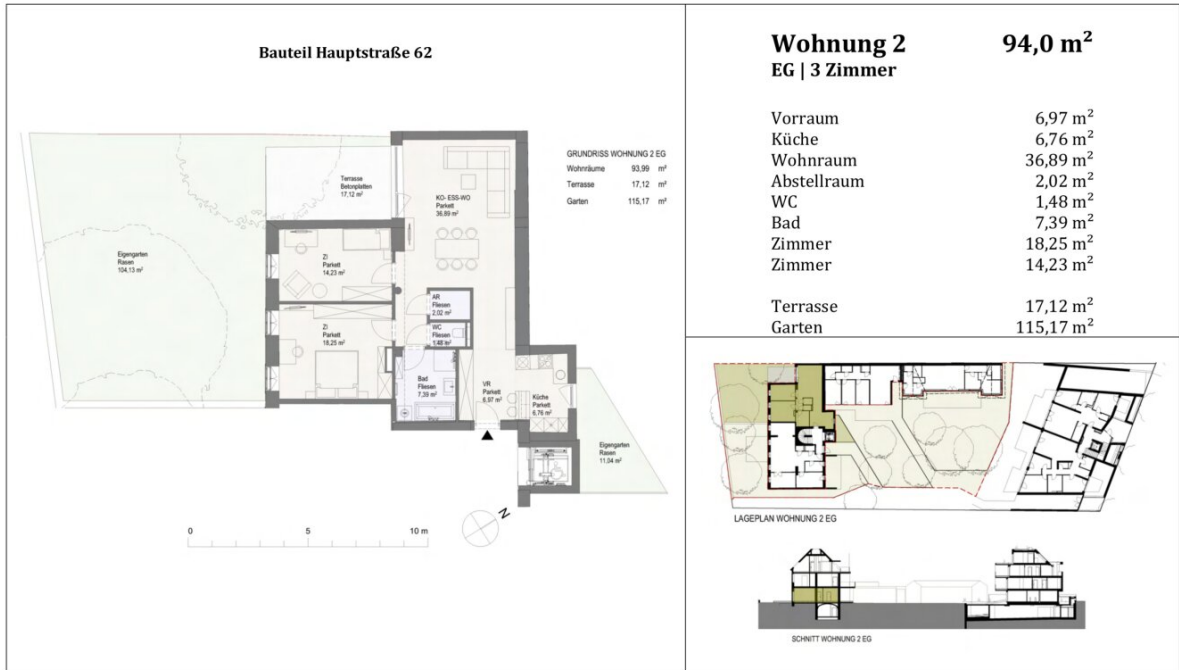 Bauteil Hauptstraße 62
GRUNDRISS WOHNUNG 2 EG
Wohnräume 93,99 m²
Terrasse 17,12 m²
Garten 115,17 m²
Terrasse
Betonplatten
17,12 m²
KO- ESS-WO
Parkett
36,89 m²
Eigengarten
Rasen
104,13 m²
ZI
Parkett
14,23 m²
AR
Fliesen
2,02 m²
ZI
Parkett
18,25 m²
WC
Fliesen
1,48 m²
Bad
Fliesen
7,39 m²
VR
Parkett
6,97 m²
Küche
Parkett
6,76 m²
Eigengarten
Rasen
11,04 m²
N
0 5 10 m
Wohnung 2 94,0 m²
EG | 3 Zimmer
Vorraum 6,97 m²
Küche 6,76 m²
Wohnraum 36,89 m²
Abstellraum 2,02 m²
WC 1,48 m²
Bad 7,39 m²
Zimmer 18,25 m²
Zimmer 14,23 m²
Terrasse 17,12 m²
Garten 115,17 m²
LAGEPLAN WOHNUNG 2 EG
SCHNITT WOHNUNG 2 EG